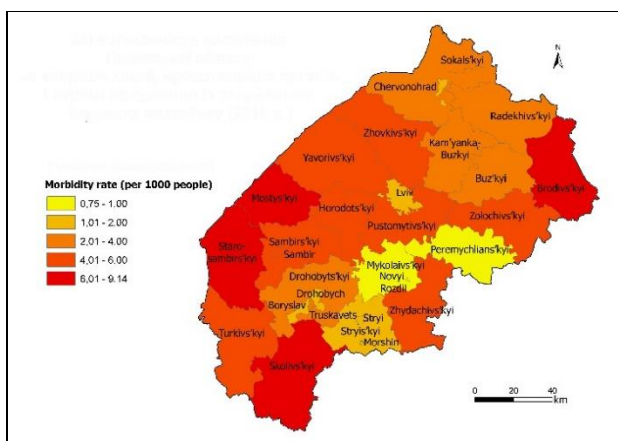 N
Sokals'kyi
Chervonohrad
Radekhivs'kyi
Zhovkivs'kyi
Kam'yanka-
Buzkyi
Yavorivs'kyi
Buz'kyi
Morbidity rate (per 1000 people)
0,75 - 1.00
1,01 - 2.00
2,01 - 4.00
4,01 - 6.00
6,01 - 9.14
Mostys'kyi
Lviv
Brodivs'kyi
Horodots'kyi
Zolochivs'kyi
Pustomytivs'kyi
Staro-
sambirs'kyi
Sambirs'kyi
Sambir
Peremychlians'kyi
Mykolaivs'kyi
Novyi
Rozdil
Drohobyts'kyi
Drohobych
Boryslav
Truskavets
Zhydachivs'kyi
Stryi
Stryis'kyi
Morshin
Turkivs'kyi
Skolivs'kyi
0 20 40
km